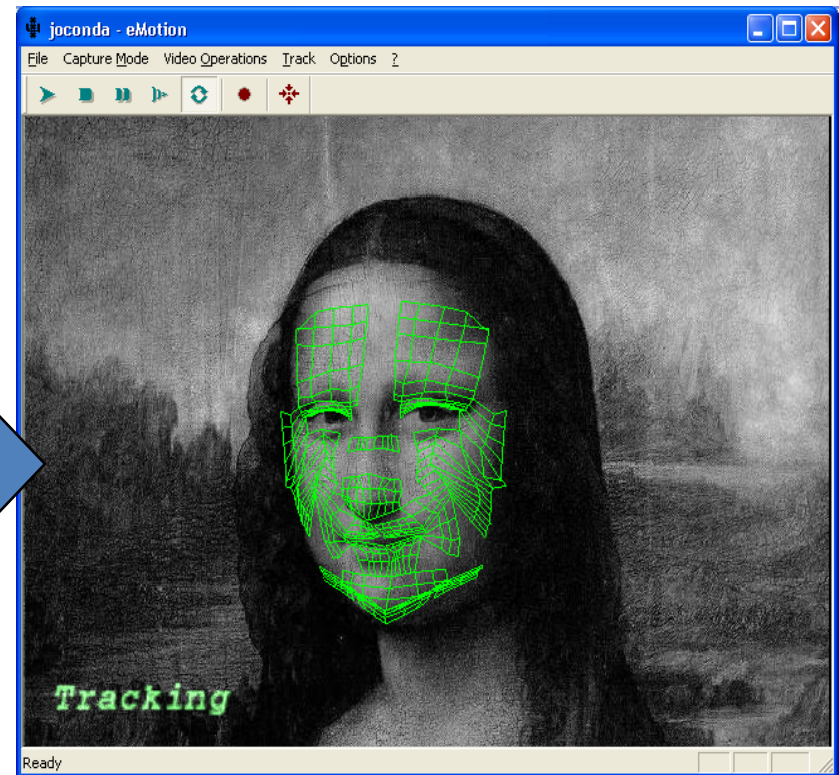 joconda - eMotion
File Capture Mode Video Operations Track Options ?
Tracking
Ready